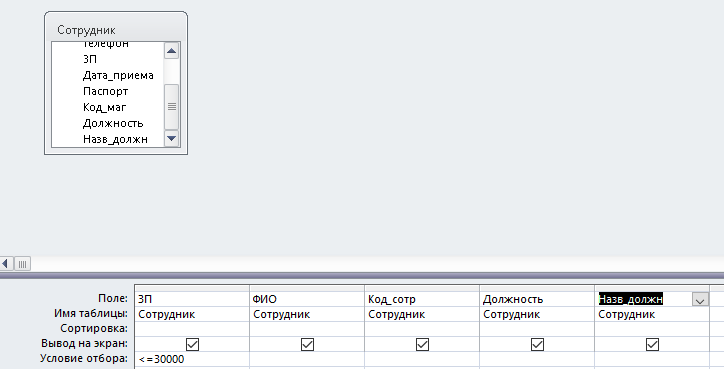 Сотрудник
Телефон
ЗП
Дата_приема
Паспорт
Код_маг
Должность
Назв_должн
Поле: ЗП ФИО Код_сотр Должность Назв_должн
Имя таблицы: Сотрудник Сотрудник Сотрудник Сотрудник Сотрудник
Сортировка:
Вывод на экран:
Условие отбора: <=30000